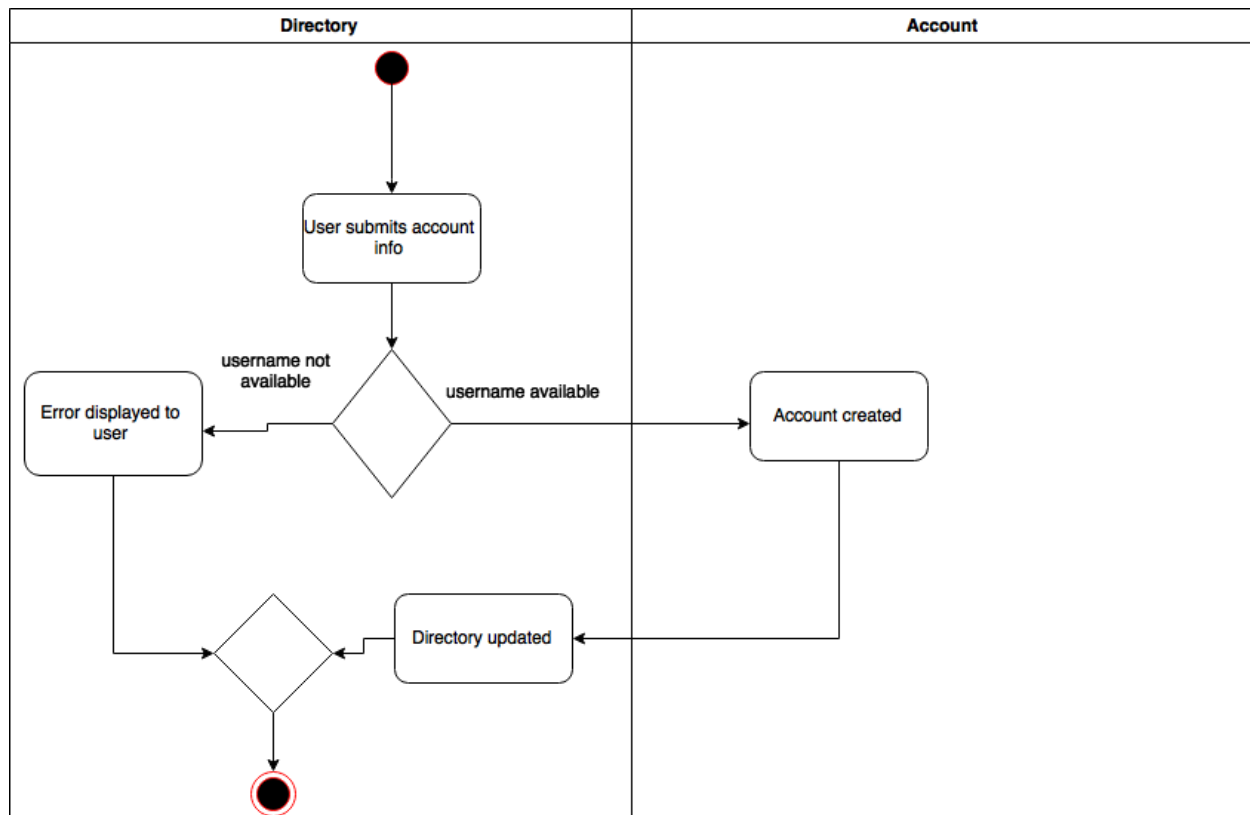 Directory
Account
User submits account
info
username not
available
username available
Error displayed to
user
Account created
Directory updated